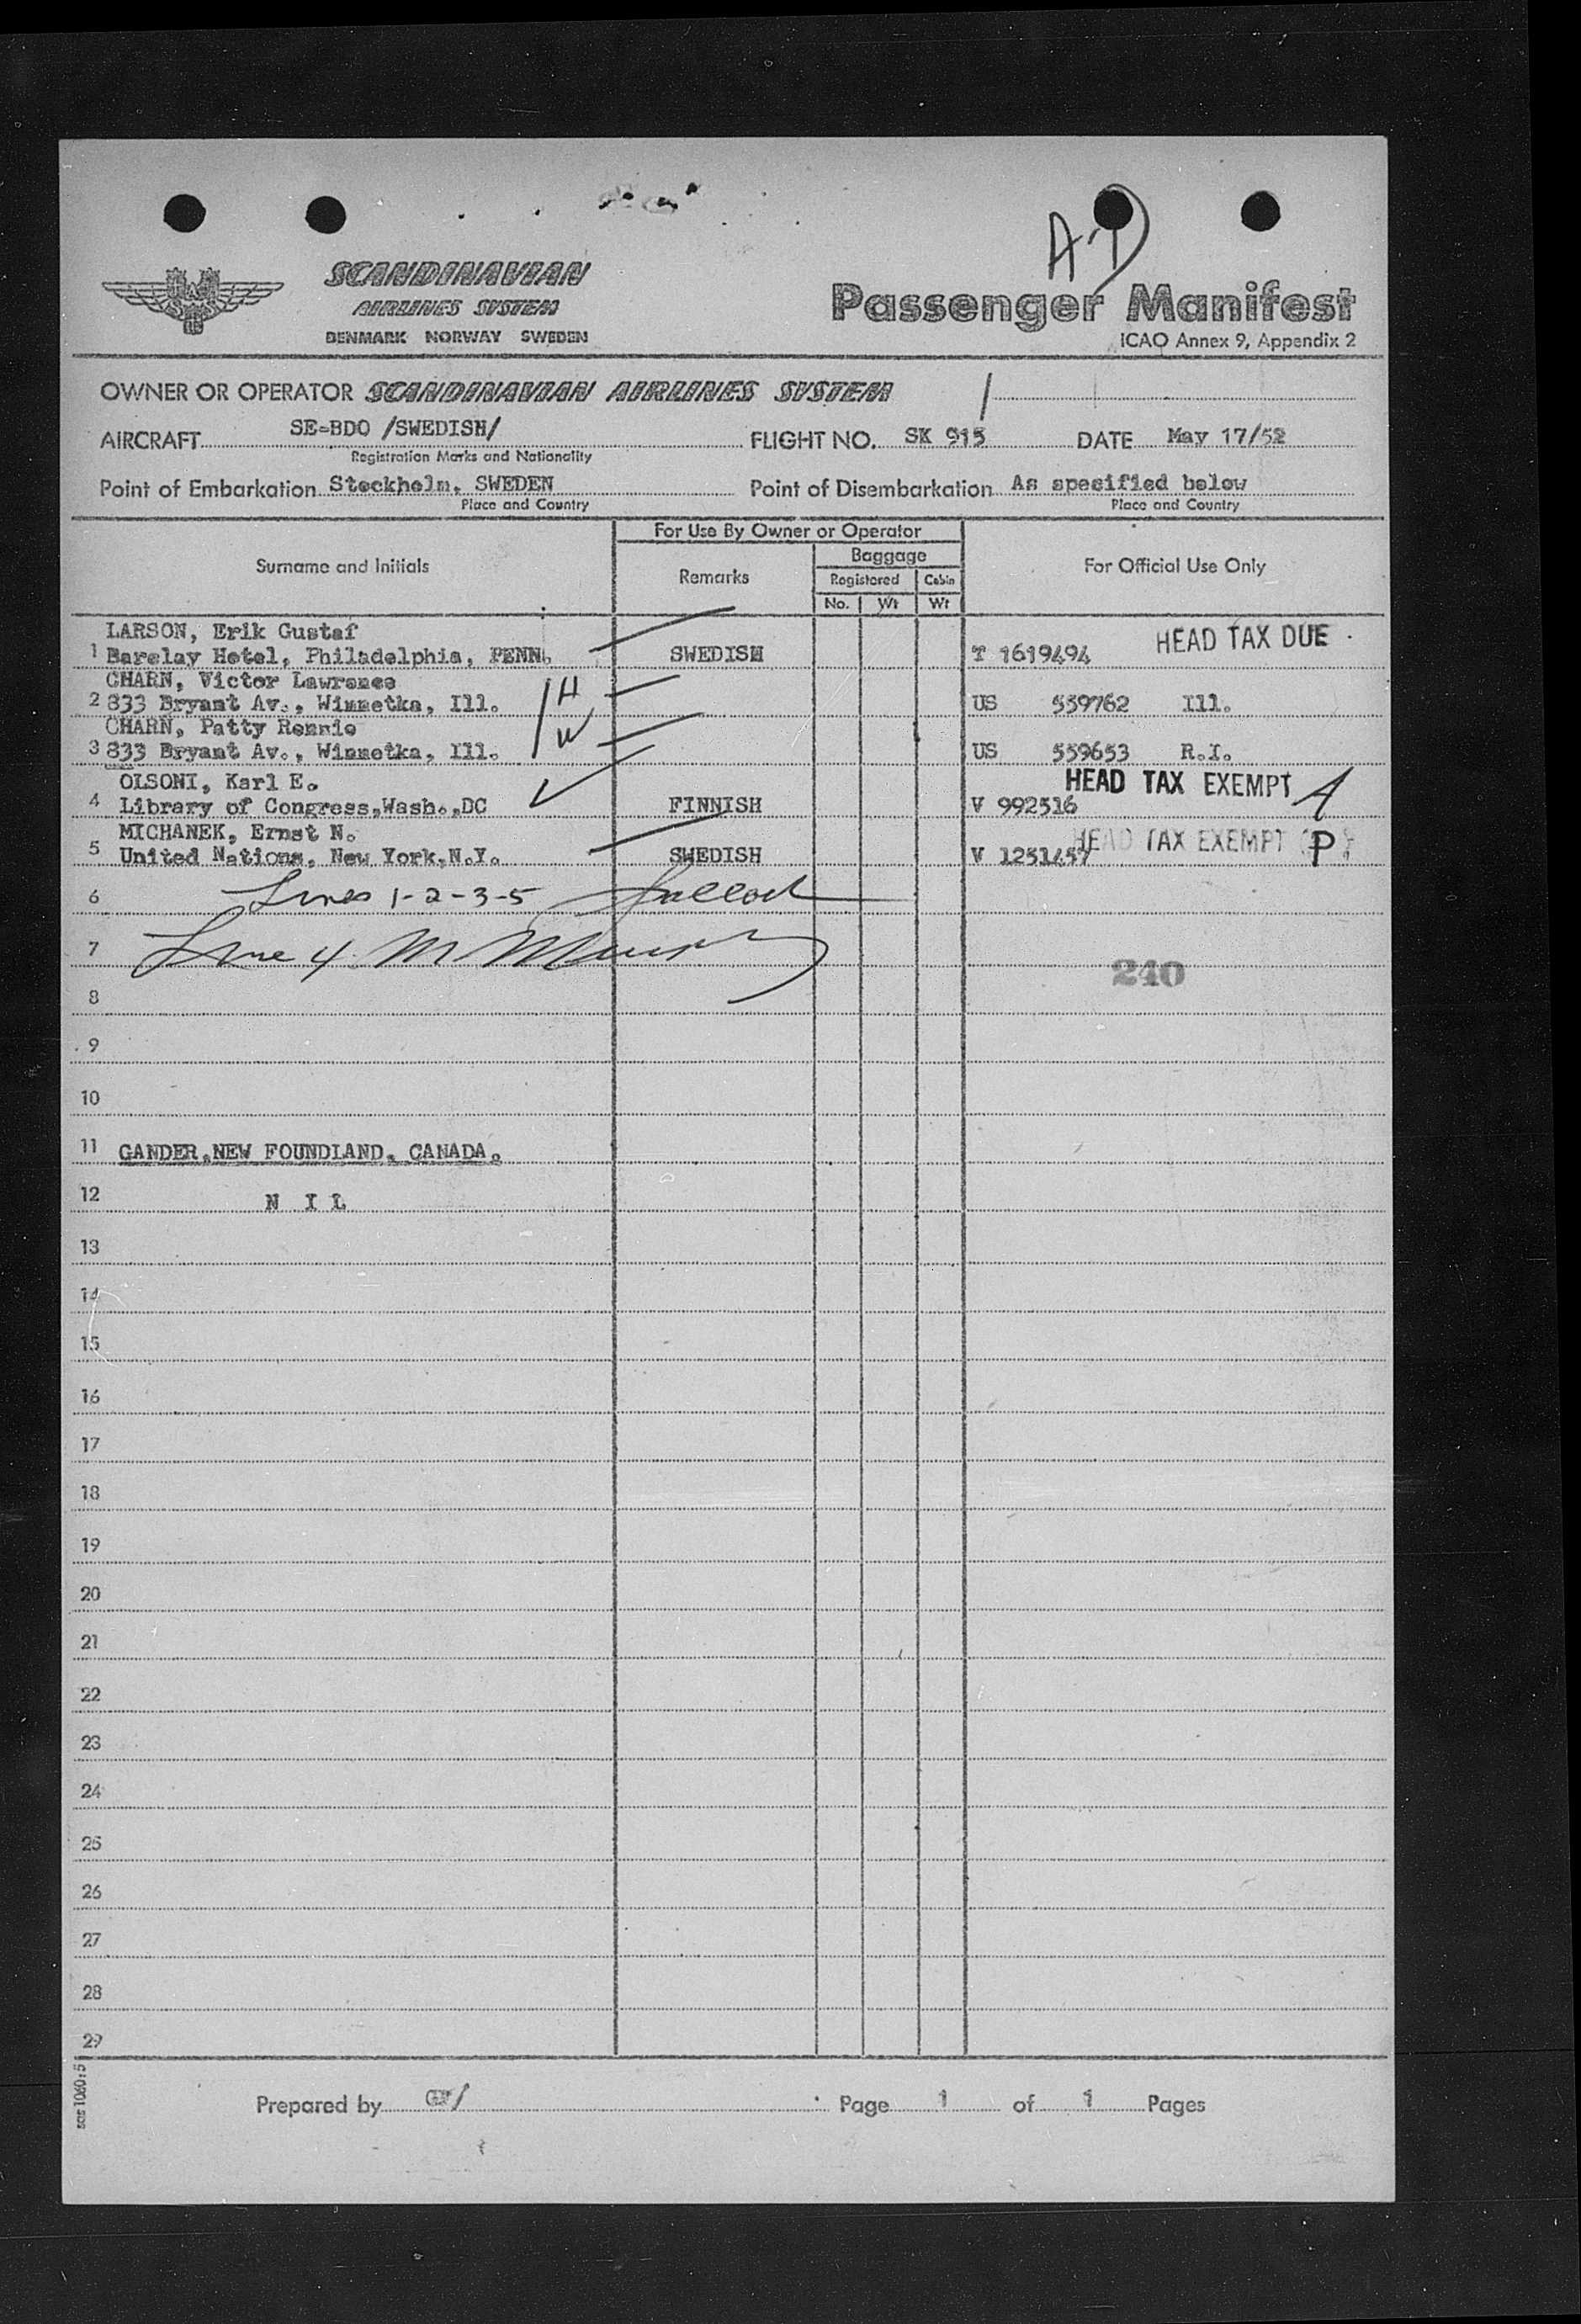 A-D
SCANDINAVIAN
AIRLINES SYSTEM
DENMARK NORWAY SWEDEN
Passenger Manifest
ICAO Annex 9, Appendix 2
OWNER OR OPERATOR SCANDINAVIAN AIRLINES SYSTEM
AIRCRAFT SE-BDO /SWEDISH/ FLIGHT NO. SK 915 DATE May 17/52
Registration Marks and Nationality
Point of Embarkation Stockholm, SWEDEN Point of Disembarkation As specified below
Place and Country Place and Country
For Use By Owner or Operator
Surname and Initials Remarks Baggage For Official Use Only
Registered Cabin
No. Wt Wt
LARSON, Erik Gustaf HEAD TAX DUE
1 Barclay Hotel, Philadelphia, PENN. SWEDISH T 1619494
CHARN, Victor Lawrence H
2 833 Bryant Av., Winnetka, Ill. US 559762 Ill.
CHARN, Patty Rennie W
3 833 Bryant Av., Winnetka, Ill. US 559653 R.I.
OLSONI, Karl E. HEAD TAX EXEMPT A
4 Library of Congress,Wash.,DC FINNISH V 992516
MICHANEK, Ernst N. HEAD TAX EXEMPT P
5 United Nations, New York,N.Y. SWEDISH V 1251457
6 Lines 1-2-3-5
7 Line 4 M
240
8
9
10
11 GANDER,NEW FOUNDLAND, CANADA.
12 N I L
13
14
15
16
17
18
19
20
21
22
23
24
25
26
27
28
29
sas 1060:5
Prepared by Page 1 of 1 Pages